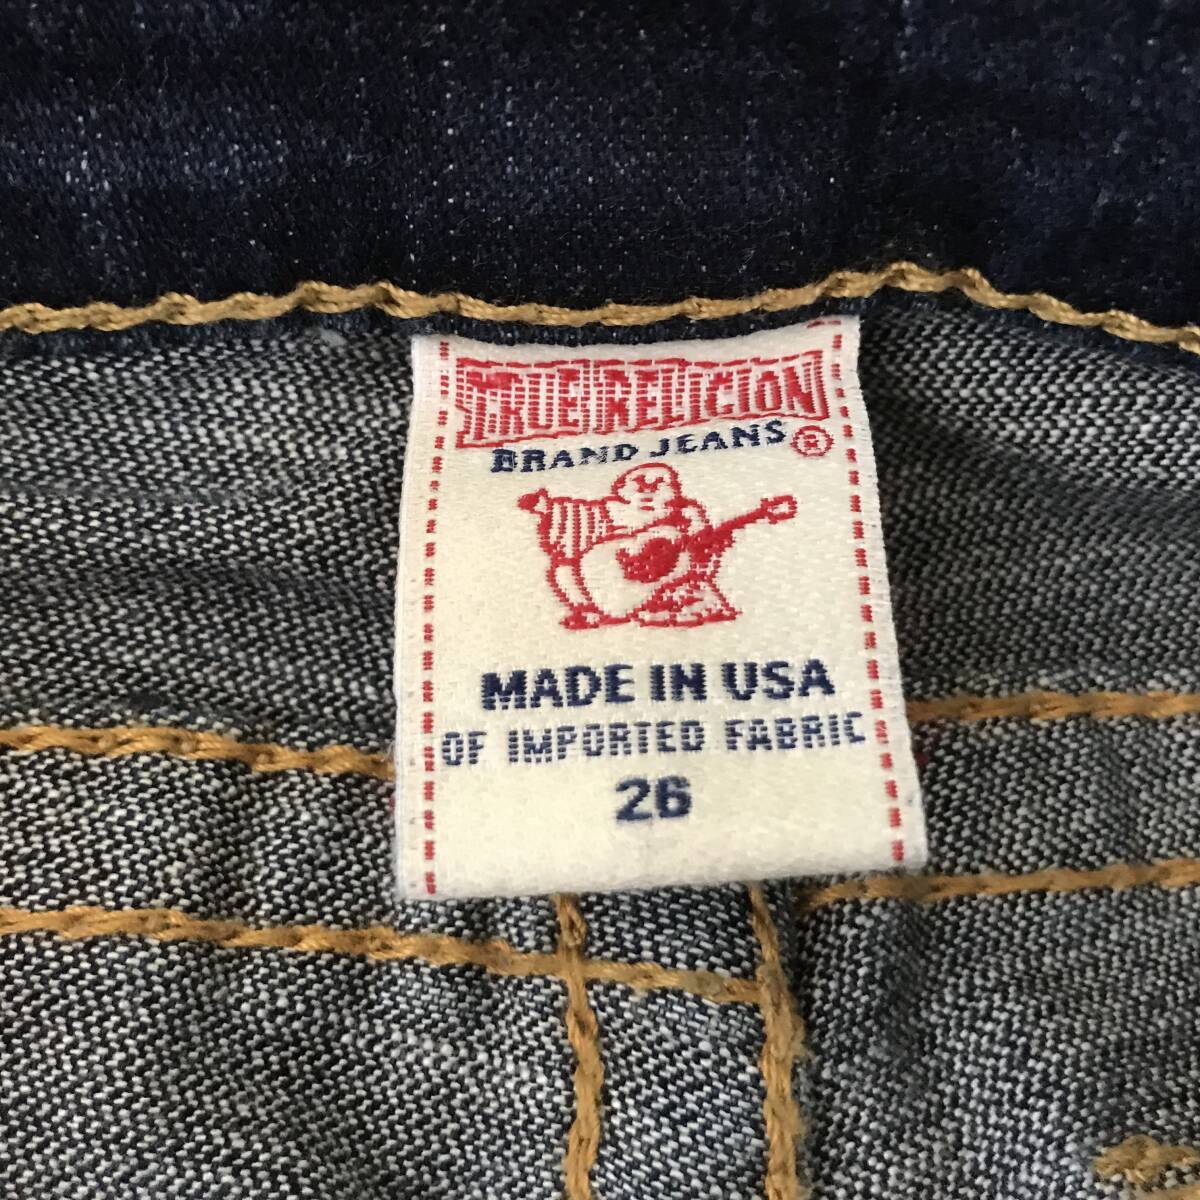 TRUE RELIGION
BRAND JEANS ®
MADE IN USA
OF IMPORTED FABRIC
26